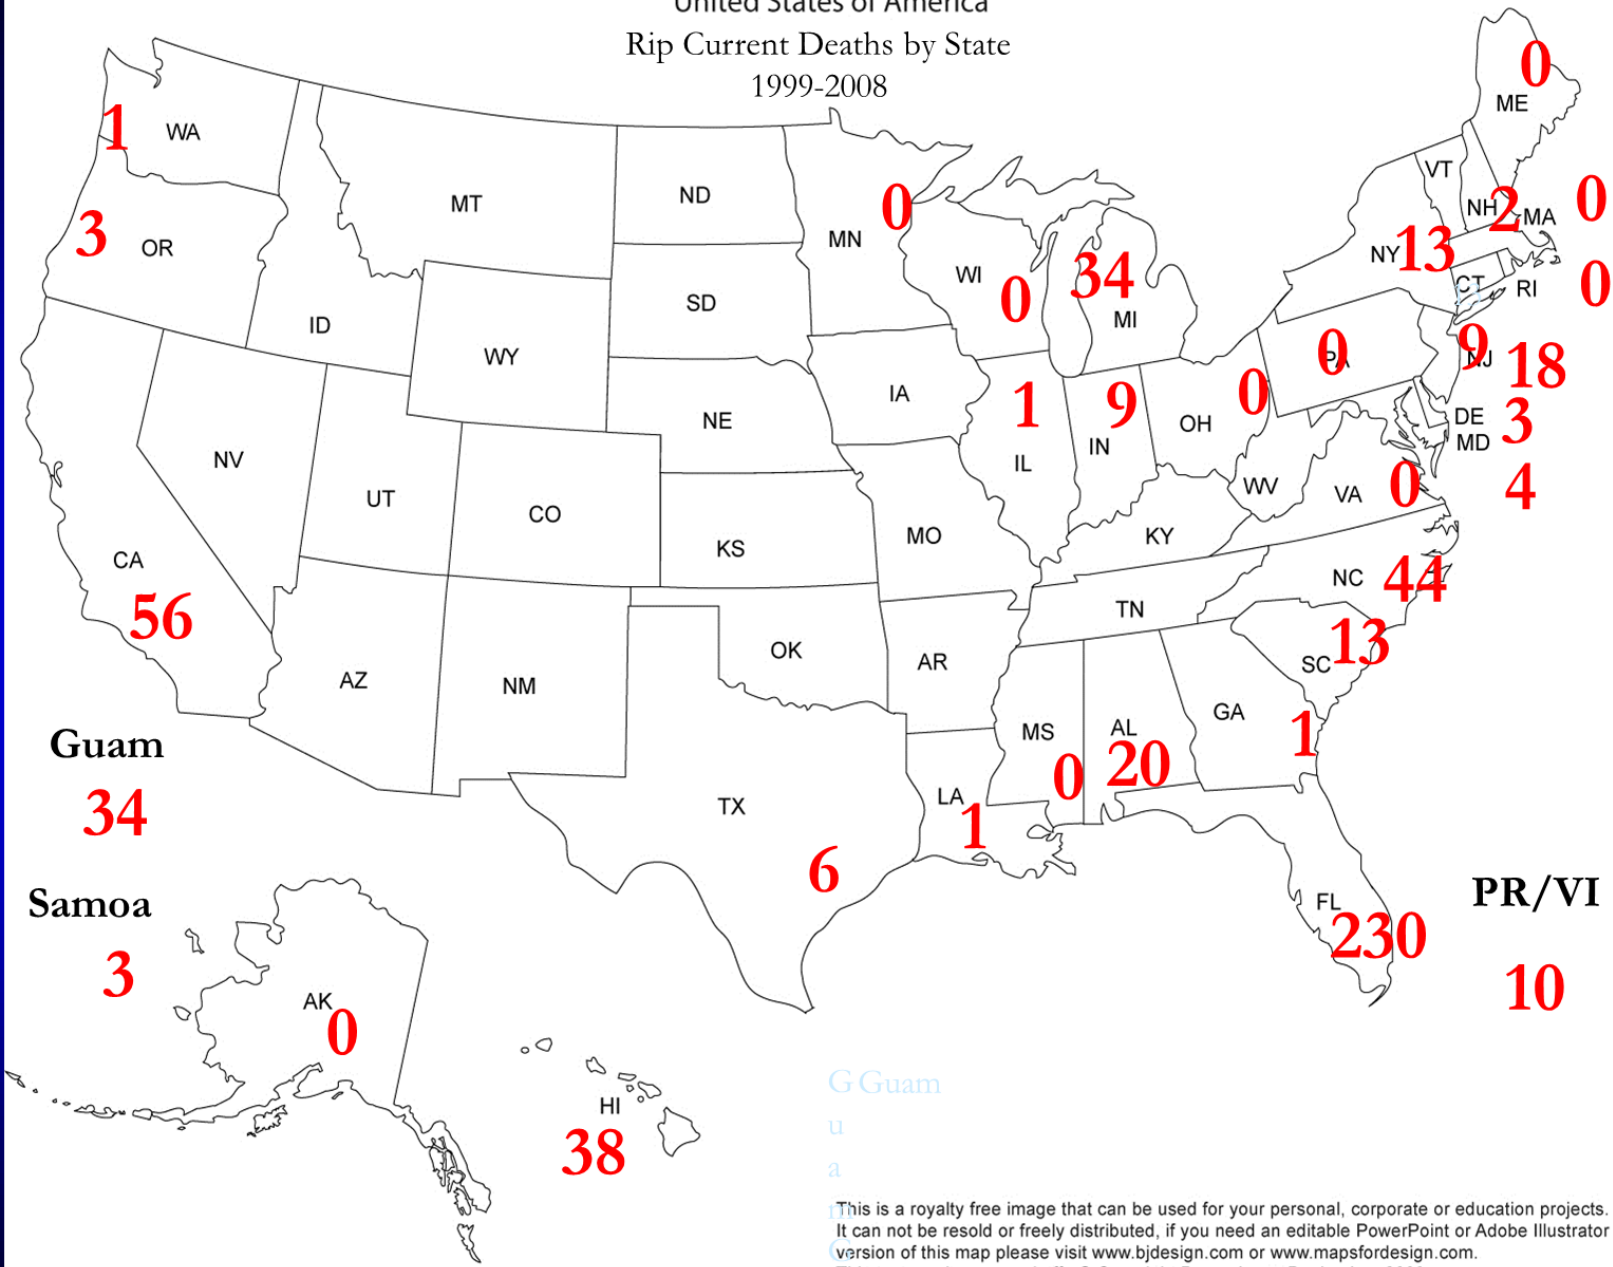 United States of America
Rip Current Deaths by State
1999-2008
0
ME
1
WA
VT
MT
ND
0
NH
2
MA
0
3
OR
MN
NY
13
WI
34
0
CT
RI
0
SD
ID
MI
WY
0
PA
9
NJ
18
IA
1
9
0
NE
OH
DE
3
IN
MD
NV
IL
WV
VA
0
4
UT
CO
MO
KY
KS
CA
NC
44
56
TN
13
OK
AR
SC
AZ
NM
GA
1
Guam
MS
AL
0
20
34
TX
LA
1
6
Samoa
FL
230
PR/VI
3
10
AK
0
G Guam
HI
u
38
a
m
This is a royalty free image that can be used for your personal, corporate or education projects.
It can not be resold or freely distributed, if you need an editable PowerPoint or Adobe Illustrator
version of this map please visit www.bjdesign.com or www.mapsfordesign.com.